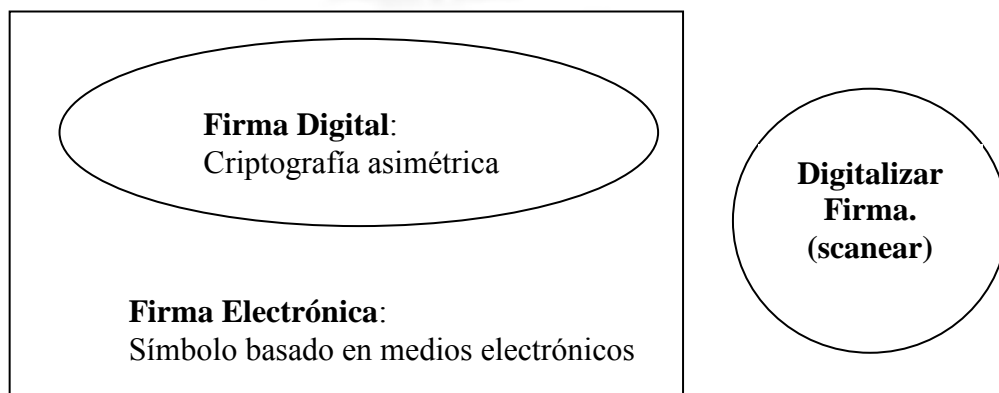 Firma Digital:
Criptografía asimétrica
Digitalizar
Firma.
(scanear)
Firma Electrónica:
Símbolo basado en medios electrónicos